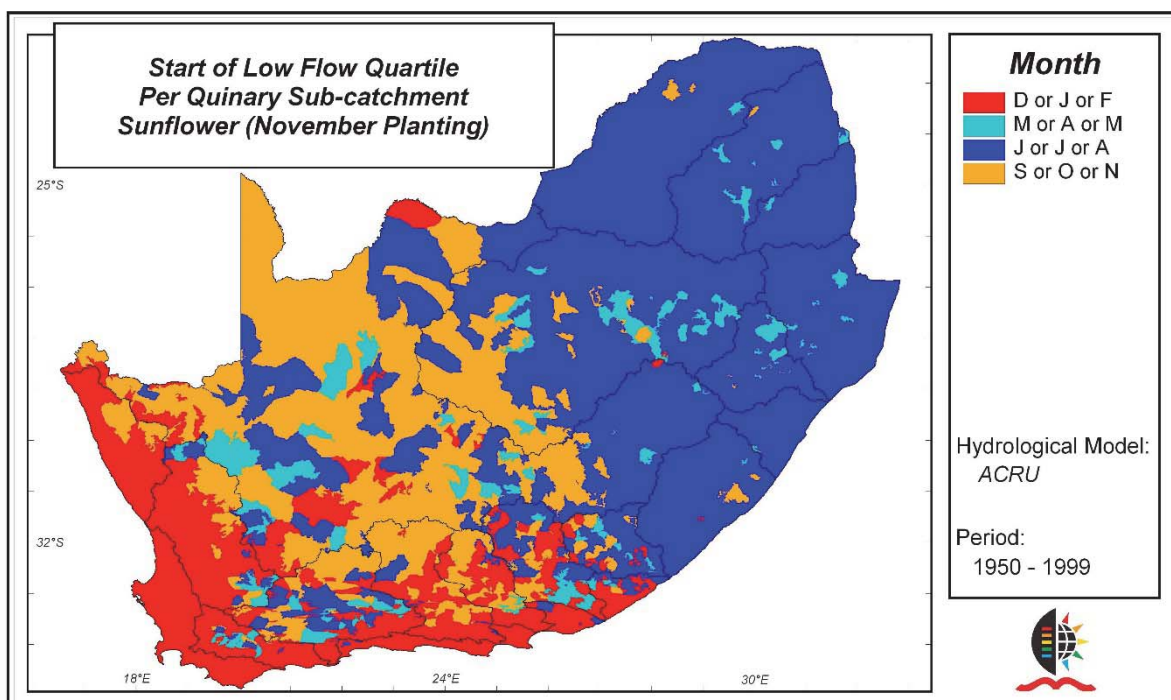 Start of Low Flow Quartile
Per Quinary Sub-catchment
Sunflower (November Planting)
Month
D or J or F
M or A or M
J or J or A
S or O or N
25°S
32°S
18°E
24°E
30°E
Hydrological Model:
ACRU
Period:
1950 - 1999